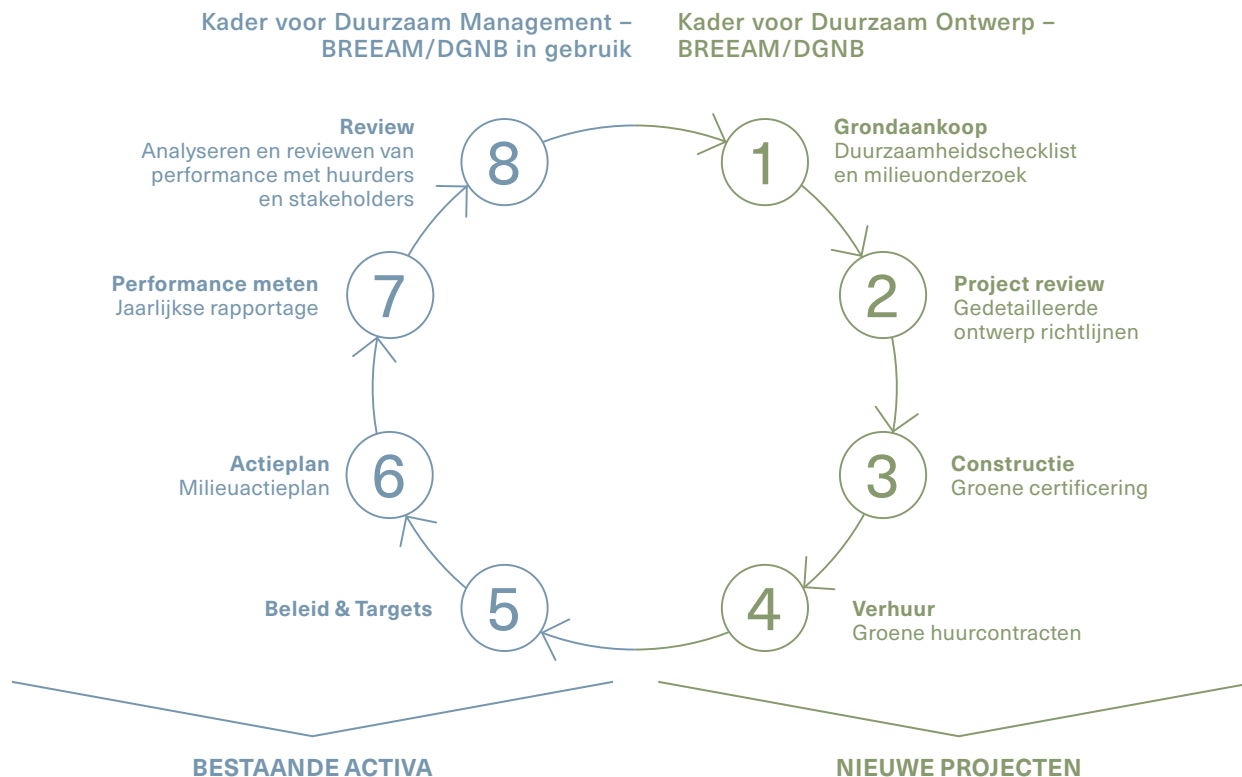 Kader voor Duurzaam Management –
BREEAM/DGNB in gebruik
Kader voor Duurzaam Ontwerp –
BREEAM/DGNB
1
Grondaankoop
Duurzaamheidschecklist
en milieuonderzoek
2
Project review
Gedetailleerde
ontwerp richtlijnen
3
Constructie
Groene certificering
4
Verhuur
Groene huurcontracten
5
Beleid & Targets
6
Actieplan
Milieuactieplan
7
Performance meten
Jaarlijkse rapportage
8
Review
Analyseren en reviewen van
performance met huurders
en stakeholders
BESTAANDE ACTIVA
NIEUWE PROJECTEN